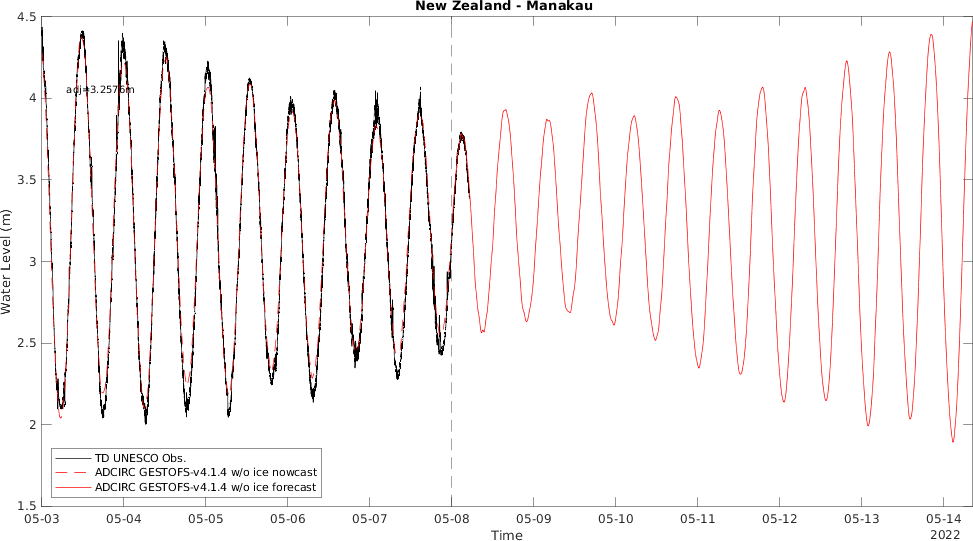 New Zealand - Manakau
4.5
4
3.5
3
2.5
2
1.5
Water Level (m)
adj=3.2576m
TD UNESCO Obs.
ADCIRC GESTOFS-v4.1.4 w/o ice nowcast
ADCIRC GESTOFS-v4.1.4 w/o ice forecast
05-03 05-04 05-05 05-06 05-07 05-08 05-09 05-10 05-11 05-12 05-13 05-14
Time
2022